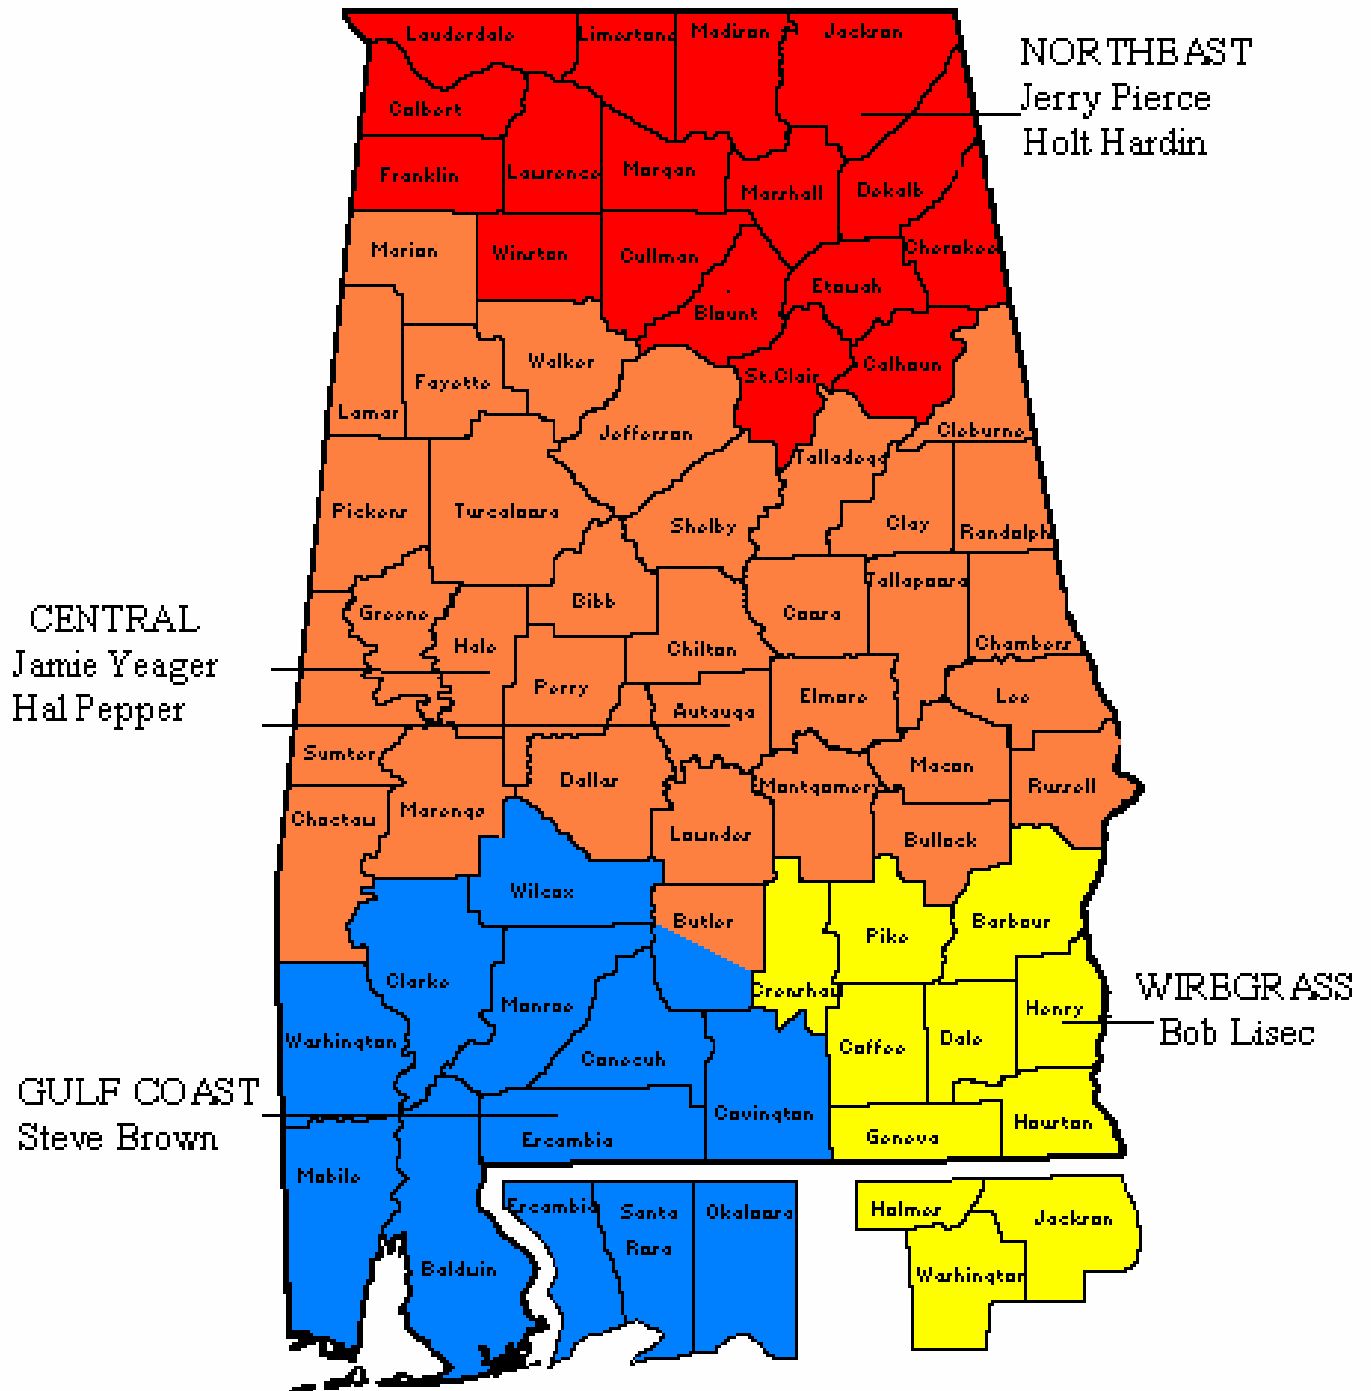 Lauderdale
Limestone
Madison
Jackson
NORTHEAST
Jerry Pierce
Holt Hardin
Colbert
Franklin
Lawrence
Morgan
Marshall
Dekalb
Cherokee
Marion
Winston
Cullman
Etowah
Blount
Walker
St.Clair
Calhoun
Fayette
Lamar
Jefferson
Cleburne
Talladega
Pickens
Tuscaloosa
Shelby
Clay
Randolph
Tallapoosa
CENTRAL
Jamie Yeager
Hal Pepper
Greene
Bibb
Coosa
Hale
Chilton
Chambers
Perry
Elmore
Lee
Autauga
Sumter
Dallar
Macon
Montgomer
Russell
Choctaw
Marengo
Lowndes
Bullock
Wilcox
Butler
Pike
Barbour
Clarke
Monroe
Crenshaw
Henry
WIREGRASS
Bob Lisec
Washington
Conecuh
Coffee
Dale
GULF COAST
Steve Brown
Covington
Escambia
Geneva
Houston
Mobile
Escambia
Santa
Rosa
Okaloosa
Holmes
Jackson
Baldwin
Washington